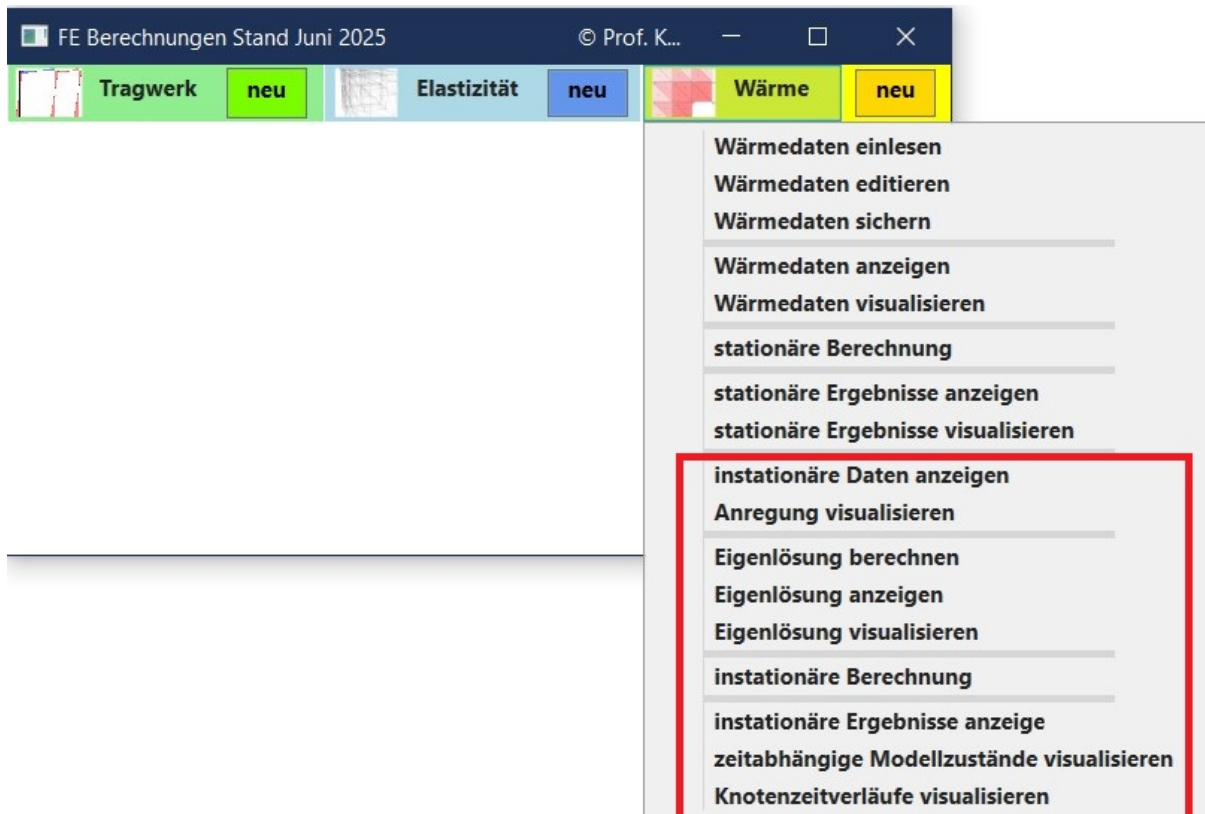 FE Berechnungen Stand Juni 2025 © Prof. K...
Tragwerk neu Elastizität neu Wärme neu
Wärmedaten einlesen
Wärmedaten editieren
Wärmedaten sichern
Wärmedaten anzeigen
Wärmedaten visualisieren
stationäre Berechnung
stationäre Ergebnisse anzeigen
stationäre Ergebnisse visualisieren
instationäre Daten anzeigen
Anregung visualisieren
Eigenlösung berechnen
Eigenlösung anzeigen
Eigenlösung visualisieren
instationäre Berechnung
instationäre Ergebnisse anzeige
zeitabhängige Modellzustände visualisieren
Knotenzeitverläufe visualisieren